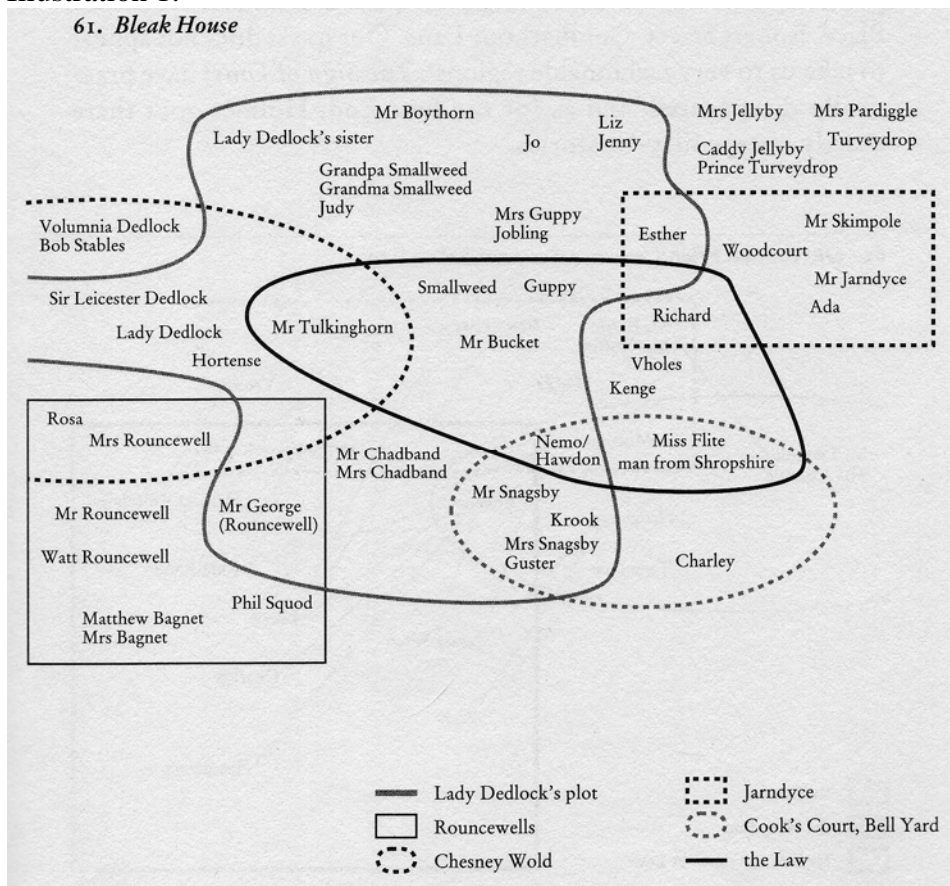 Illustration 1:
61. Bleak House
Mr Boythorn
Lady Dedlock's sister
Jo
Liz
Jenny
Mrs Jellyby
Mrs Pardiggle
Turveydrop
Caddy Jellyby
Prince Turveydrop
Grandpa Smallweed
Grandma Smallweed
Judy
Mrs Guppy
Jobling
Volumnia Dedlock
Bob Stables
Esther
Mr Skimpole
Woodcourt
Mr Jarndyce
Ada
Sir Leicester Dedlock
Smallweed
Guppy
Richard
Lady Dedlock
Mr Tulkinghorn
Mr Bucket
Hortense
Vholes
Kenge
Rosa
Mrs Rouncewell
Mr Chadband
Mrs Chadband
Nemo/
Hawdon
Miss Flite
man from Shropshire
Mr Rouncewell
Mr George
(Rouncewell)
Mr Snagsby
Krook
Watt Rouncewell
Mrs Snagsby
Guster
Charley
Phil Squod
Matthew Bagnet
Mrs Bagnet
Lady Dedlock's plot
Jarndyce
Rouncewells
Cook's Court, Bell Yard
Chesney Wold
the Law